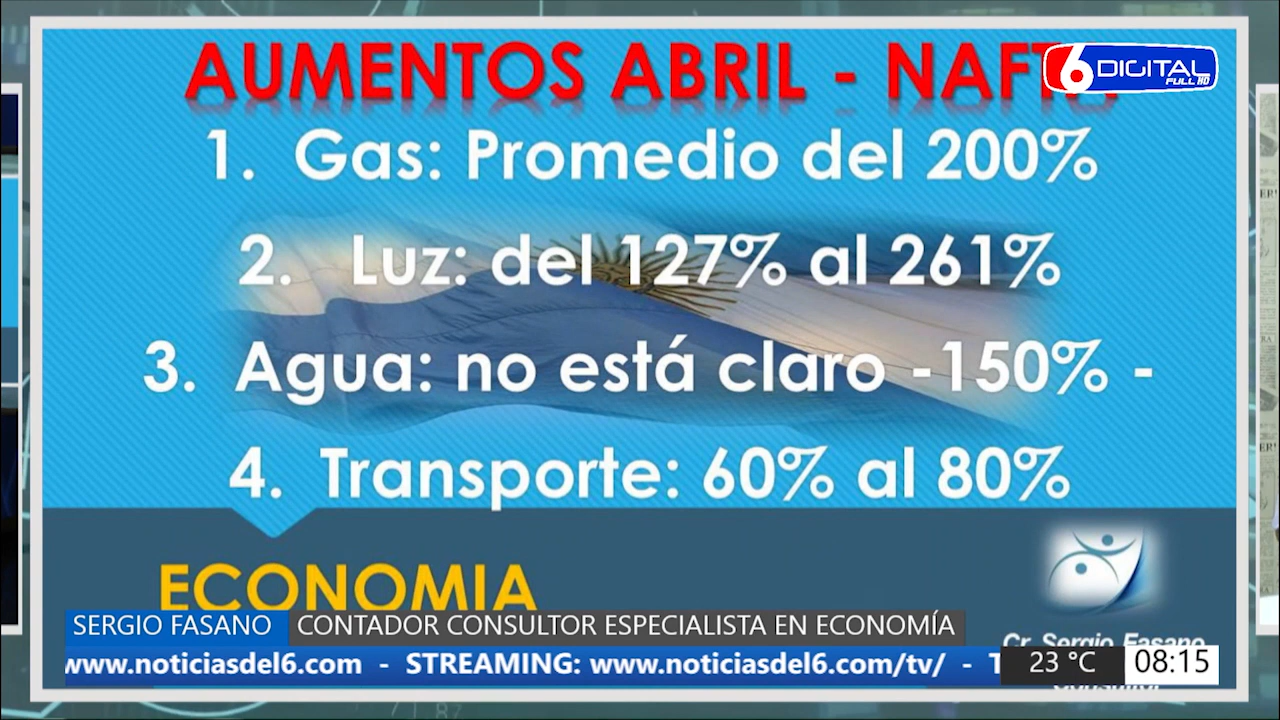 AUMENTOS ABRIL - NAFTA
6 DIGITAL
FULL HD
1. Gas: Promedio del 200%
2. Luz: del 127% al 261%
3. Agua: no está claro -150% -
4. Transporte: 60% al 80%
ECONOMIA
SERGIO FASANO CONTADOR CONSULTOR ESPECIALISTA EN ECONOMÍA
Cr. Sergio Fasano
www.noticiasdel6.com - STREAMING: www.noticiasdel6.com/tv/ - T
23 °C 08:15